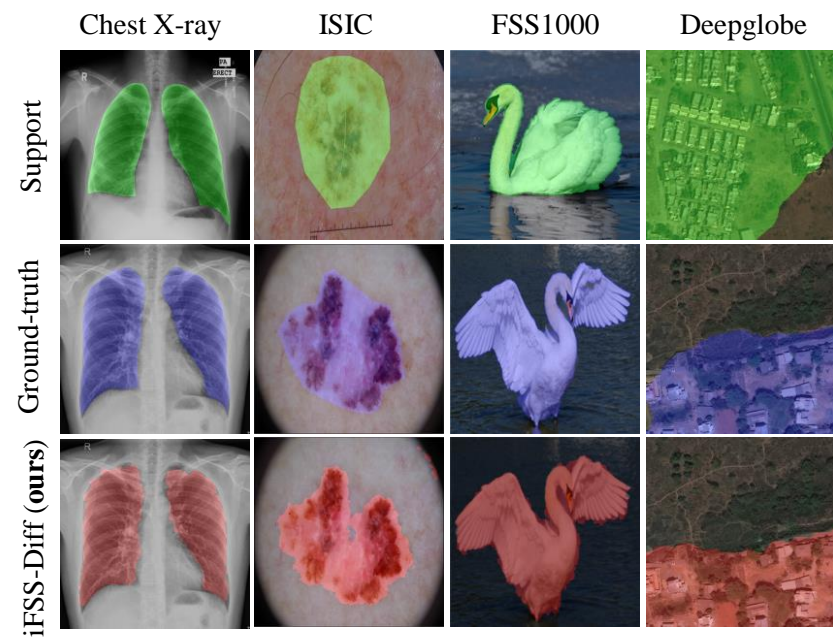 Chest X-ray ISIC FSS1000 Deepglobe
Support
R
PA
ERECT
Ground-truth
R
iFSS-Diff (ours)
R